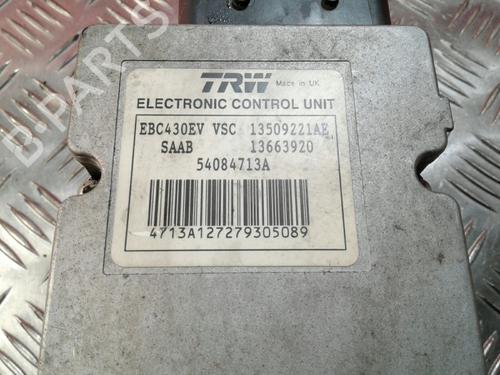 TRW Made in UK
ELECTRONIC CONTROL UNIT
EBC430EV VSC 13509221AE
SAAB 13663920
54084713A
4713A127279305089
B-Parts